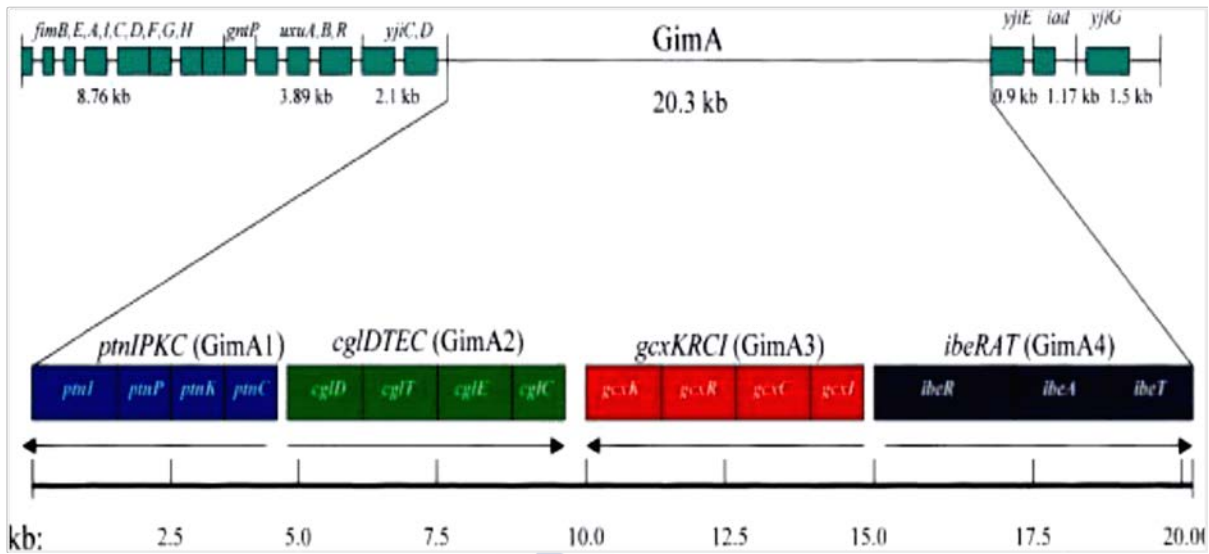 fimB,E,A,I,C,D,F,G,H gntP uxuA,B,R yjiC,D GimA yjiE iad yjiG
8.76 kb 3.89 kb 2.1 kb 20.3 kb 0.9 kb 1.17 kb 1.5 kb
ptnIPKC (GimA1) cglDTEC (GimA2) gcxKRCI (GimA3) ibeRAT (GimA4)
ptnI ptnP ptnK ptnC cglD cglT cglE cglC gcxK gcxR gcxC gcxI ibeR ibeA ibeT
kb: 2.5 5.0 7.5 10.0 12.5 15.0 17.5 20.00